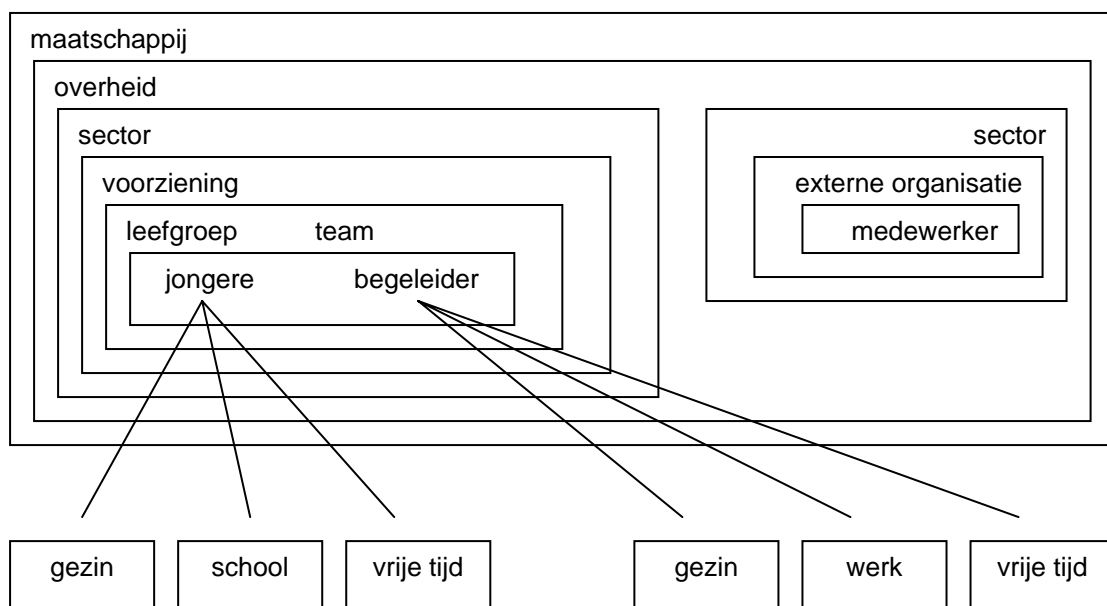 maatschappij
overheid
sector sector
voorziening externe organisatie
leefgroep team medewerker
jongere begeleider
gezin school vrije tijd gezin werk vrije tijd